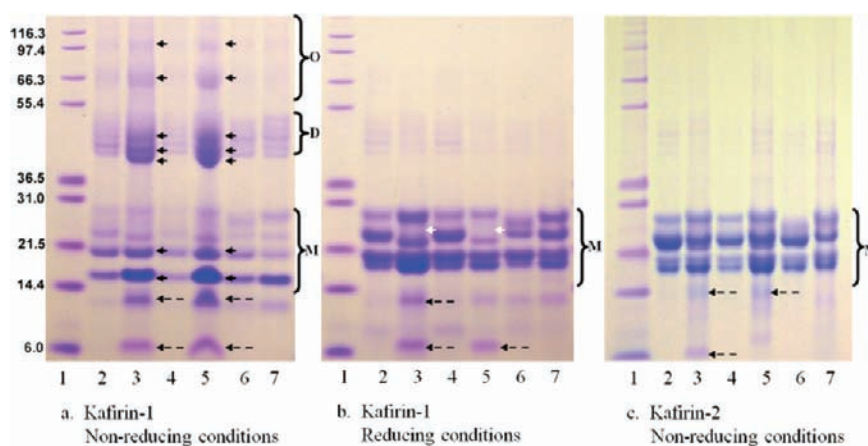 116.3
97.4
66.3
55.4
36.5
31.0
21.5
14.4
6.0
O
D
M
M
1 2 3 4 5 6 7
1 2 3 4 5 6 7
1 2 3 4 5 6 7
a. Kafirin-1
Non-reducing conditions
b. Kafirin-1
Reducing conditions
c. Kafirin-2
Non-reducing conditions